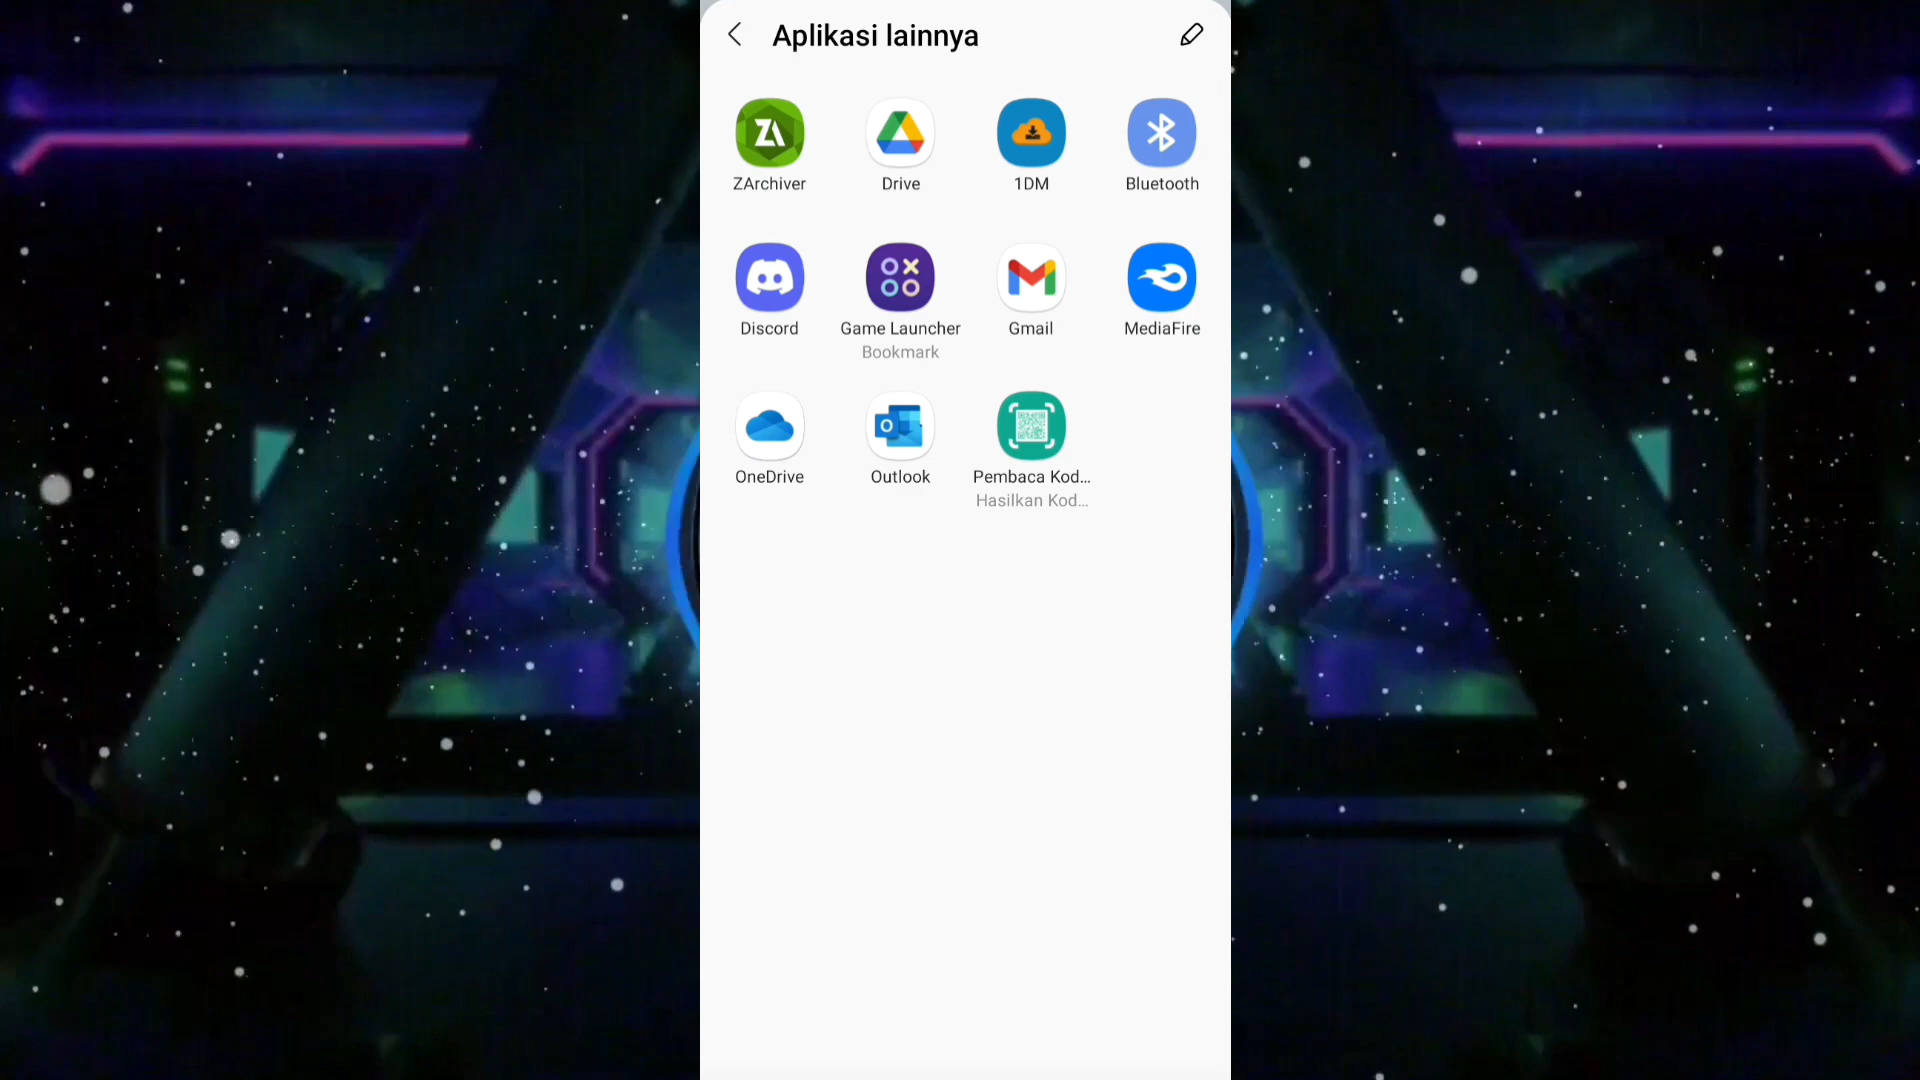 Aplikasi lainnya
ZArchiver
Drive
1DM
Bluetooth
Discord
Game Launcher
Bookmark
Gmail
MediaFire
OneDrive
Outlook
Pembaca Kod...
Hasilkan Kod...